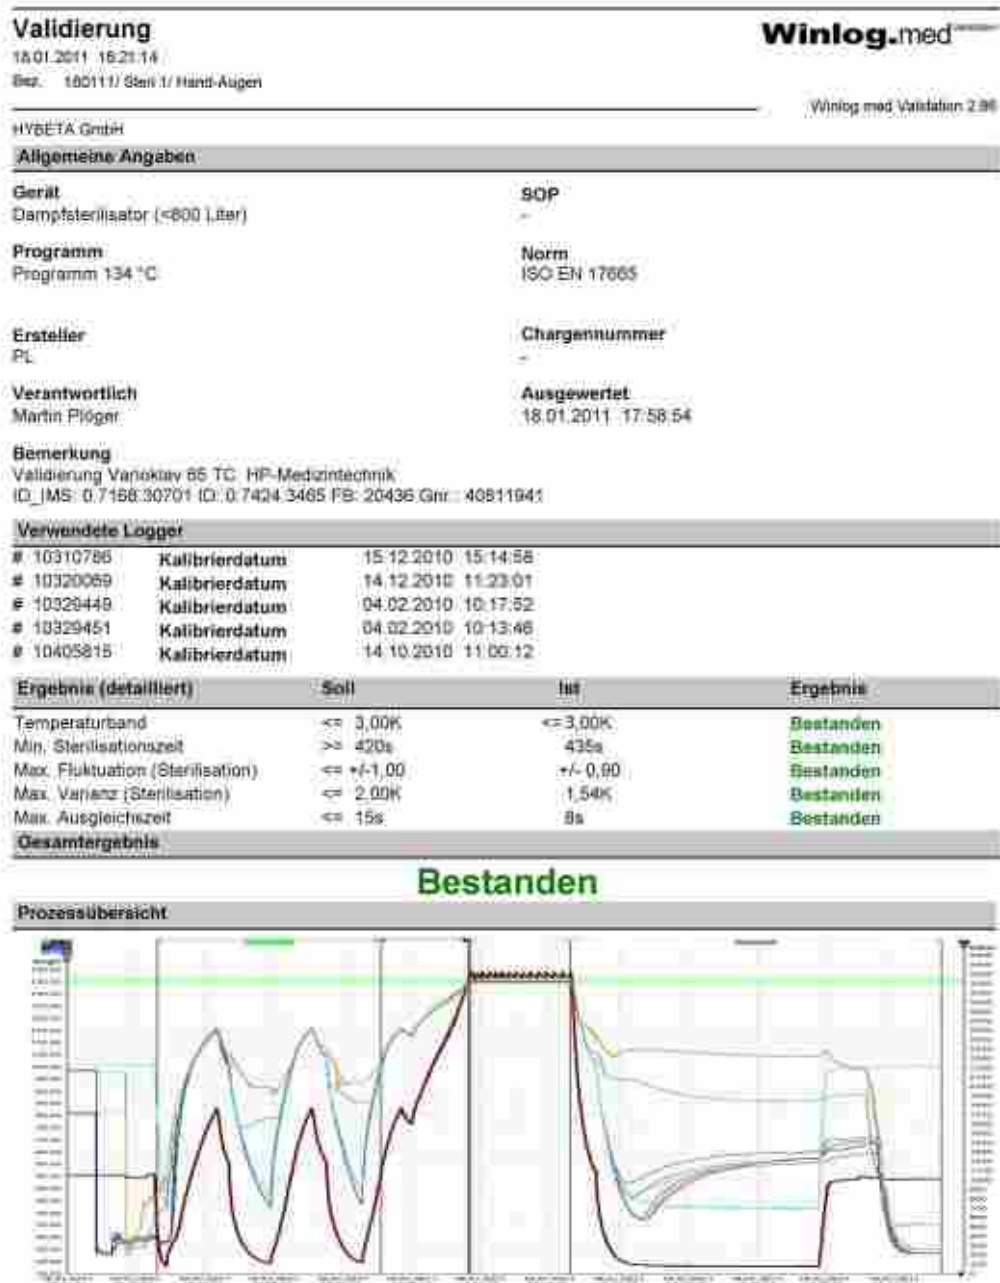 Validierung
Winlog.med
18.01.2011 16:21:14
Bez. 180111/ Steri 1/ Hand-Augen
Winlog med Validation 2.96
HYBETA GmbH
Allgemeine Angaben
Gerät
SOP
Dampfsterilisator (<800 Liter)
-
Programm
Norm
Programm 134 °C
ISO EN 17665
Ersteller
Chargennummer
PL
-
Verantwortlich
Ausgewertet
Martin Plöger
18.01.2011 17:58:54
Bemerkung
Validierung Varioklav 65 TC HP-Medizintechnik
ID_IMS: 0.7168.30701 ID: 0.7424.3465 FB: 20436 Gnr.: 40811941
Verwendete Logger
# 10310786 Kalibrierdatum 15.12.2010 15:14:56
# 10320069 Kalibrierdatum 14.12.2010 11:23:01
# 10329449 Kalibrierdatum 04.02.2010 10:17:52
# 10329451 Kalibrierdatum 04.02.2010 10:13:46
# 10405815 Kalibrierdatum 14.10.2010 11:00:12
Ergebnis (detailliert) Soll Ist Ergebnis
Temperaturband <= 3,00K <= 3,00K Bestanden
Min. Sterilisationszeit >= 420s 435s Bestanden
Max. Fluktuation (Sterilisation) <= +/-1,00 +/- 0,90 Bestanden
Max. Varianz (Sterilisation) <= 2,00K 1,54K Bestanden
Max. Ausgleichszeit <= 15s 8s Bestanden
Gesamtergebnis
Bestanden
Prozessübersicht